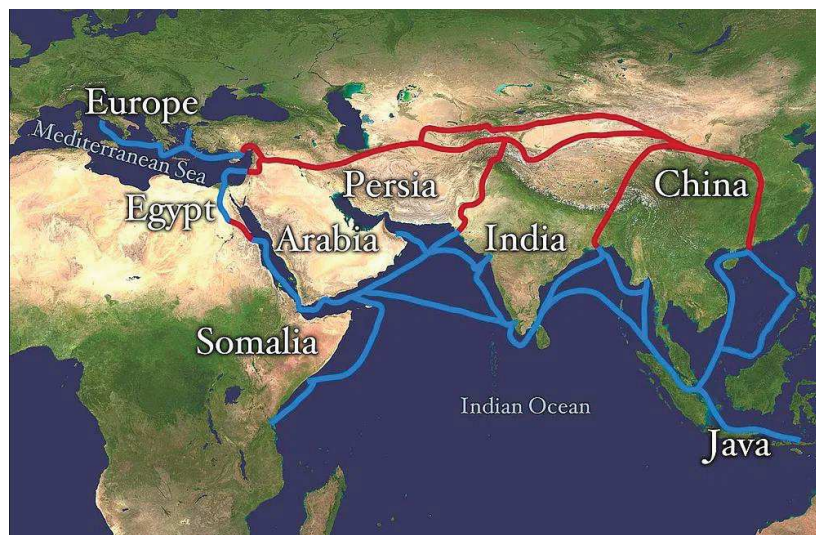 Europe
Mediterranean Sea
Egypt
Arabia
Persia
India
China
Somalia
Indian Ocean
Java